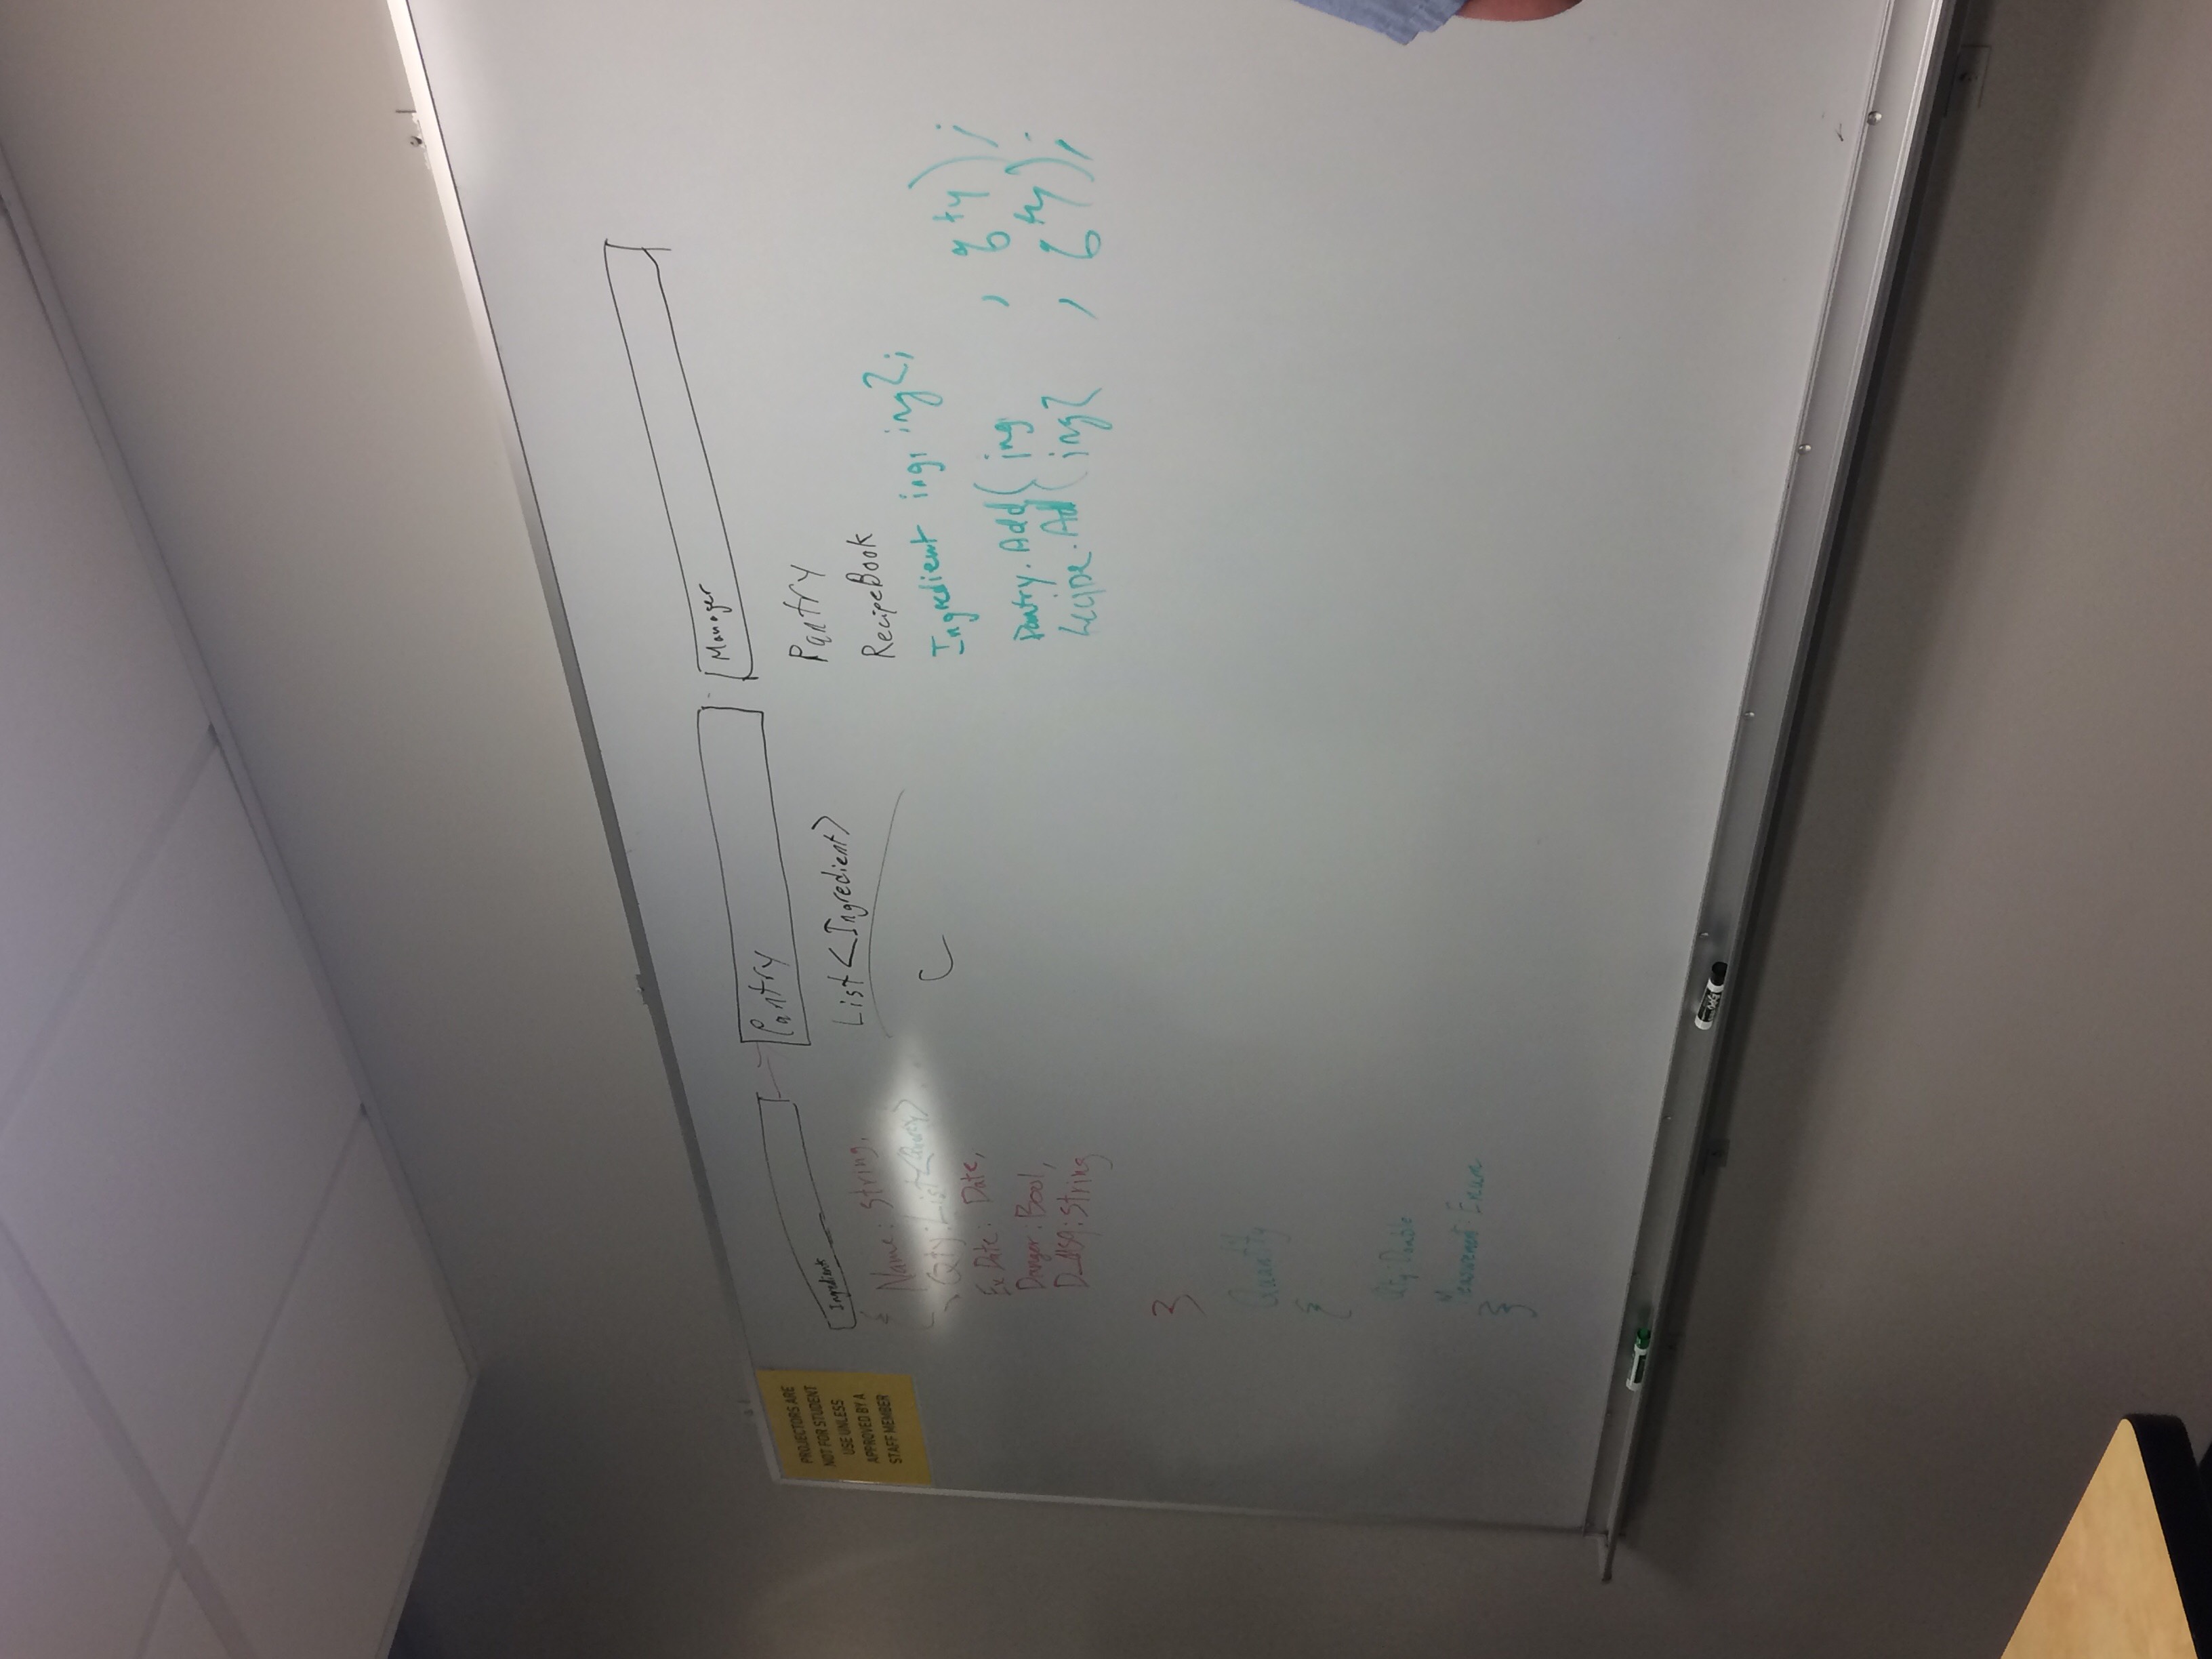 PROJECTORS ARE
NOT FOR STUDENT
USE UNLESS
APPROVED BY A
STAFF MEMBER
Ingredient
{
Name: String,
Qty: List<Quantity>
Ex Date: Date,
Danger: Bool,
D_Msg: String
}
Quantity
{
Qty: Double
Measurement: Enum
}
Pantry
List<Ingredient>
C
Manager
Pantry
RecipeBook
Ingredient ing, ing2;
Pantry.Add(ing , qty);
Recipe.Add(ing2 , qty);